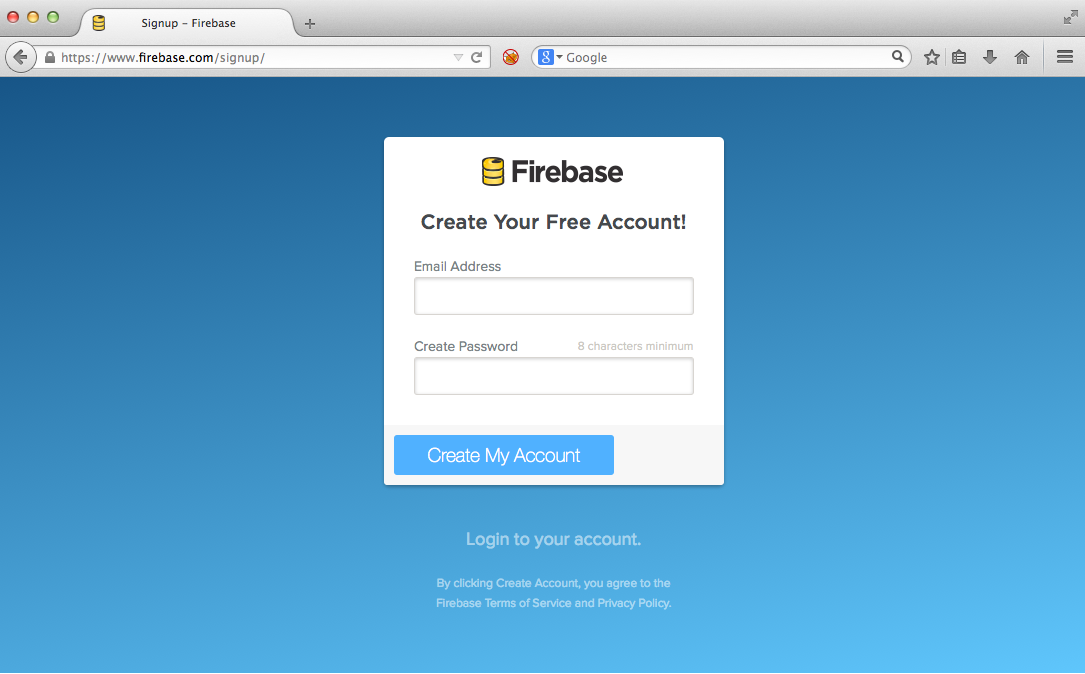 Signup – Firebase
https://www.firebase.com/signup/
8 Google
Firebase
Create Your Free Account!
Email Address
Create Password 8 characters minimum
Create My Account
Login to your account.
By clicking Create Account, you agree to the
Firebase Terms of Service and Privacy Policy.